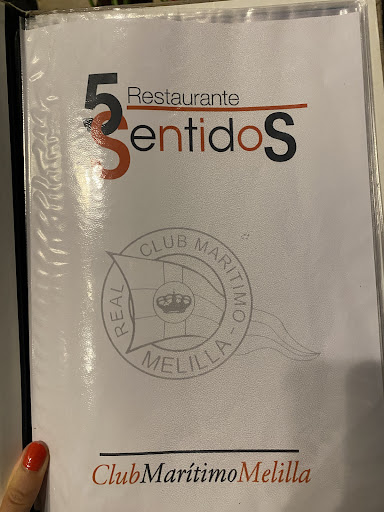 5 Restaurante
SentidoS
REAL CLUB MARITIMO - MELILLA -
ClubMarítimoMelilla